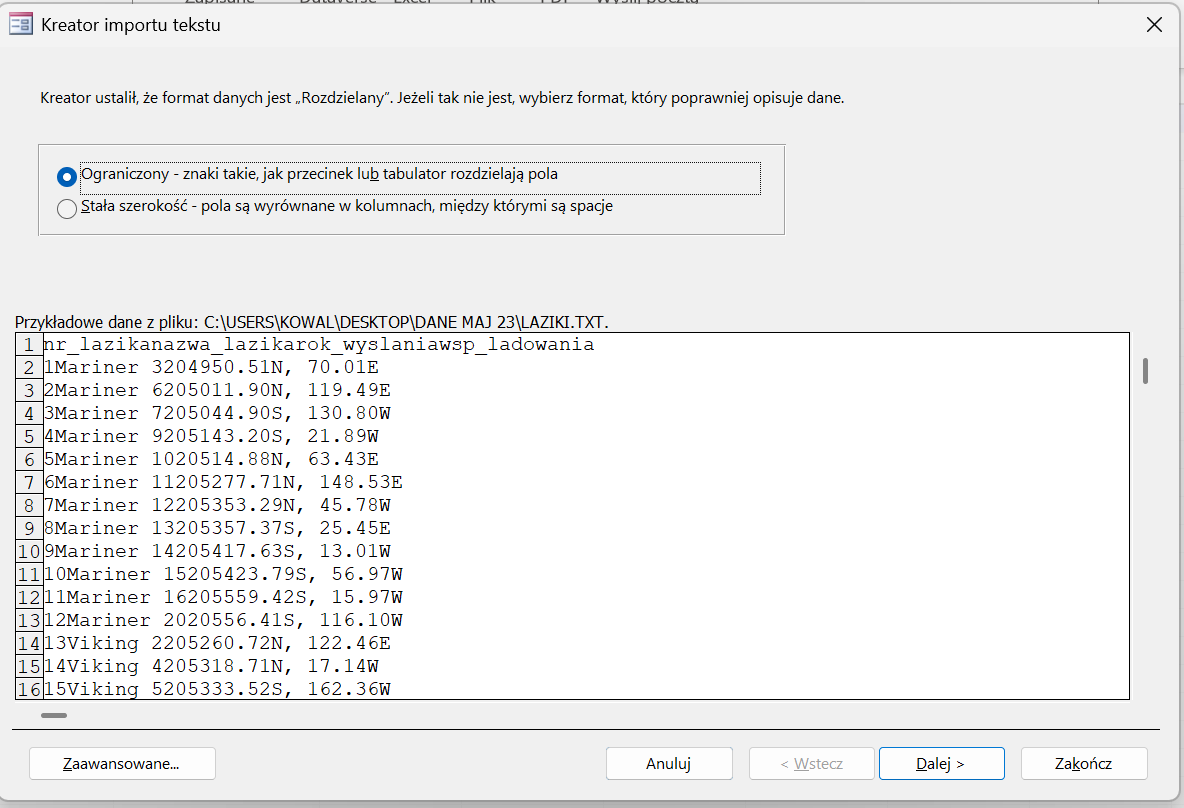 Kreator importu tekstu
Kreator ustalił, że format danych jest „Rozdzielany”. Jeżeli tak nie jest, wybierz format, który poprawniej opisuje dane.
Ograniczony - znaki takie, jak przecinek lub tabulator rozdzielają pola
Stała szerokość - pola są wyrównane w kolumnach, między którymi są spacje
Przykładowe dane z pliku: C:\USERS\KOWAL\DESKTOP\DANE MAJ 23\LAZIKI.TXT.
1 nr_lazikanazwa_lazikarok_wyslaniawsp_ladowania
2 1Mariner 3204950.51N, 70.01E
3 2Mariner 6205011.90N, 119.49E
4 3Mariner 7205044.90S, 130.80W
5 4Mariner 9205143.20S, 21.89W
6 5Mariner 1020514.88N, 63.43E
7 6Mariner 11205277.71N, 148.53E
8 7Mariner 12205353.29N, 45.78W
9 8Mariner 13205357.37S, 25.45E
10 9Mariner 14205417.63S, 13.01W
11 10Mariner 15205423.79S, 56.97W
12 11Mariner 16205559.42S, 15.97W
13 12Mariner 2020556.41S, 116.10W
14 13Viking 2205260.72N, 122.46E
15 14Viking 4205318.71N, 17.14W
16 15Viking 5205333.52S, 162.36W
Zaawansowane... Anuluj < Wstecz Dalej > Zakończ